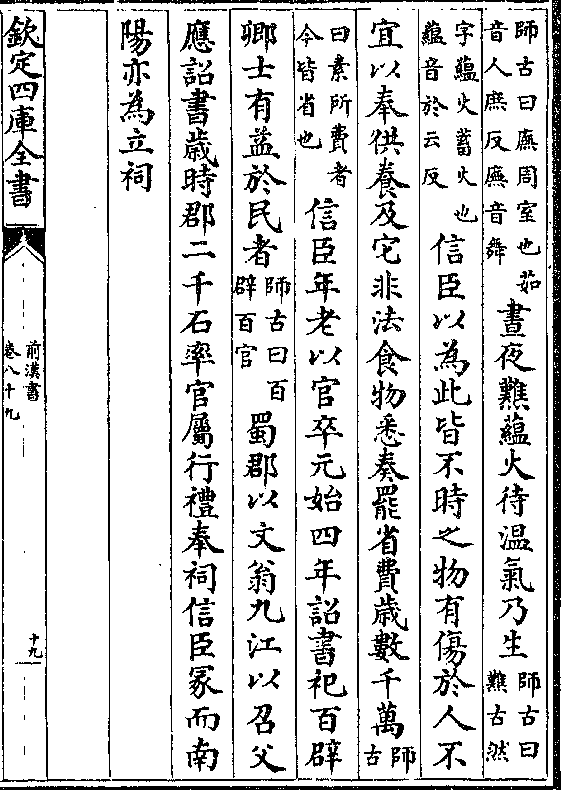 師古曰廡周室也茹音人庶反廡音舞晝夜㸐蘊火待温氣乃生師古曰㸐古然
字蘊火蓄火也蘊音於云反信臣以為此皆不時之物有傷於人不
宜以奉供養及它非法食物悉奏罷省費歳數千萬師古
曰素所費者今皆省也信臣年老以官卒元始四年詔書祀百辟
卿士有益於民者師古曰百辟百官蜀郡以文翁九江以召父
應詔書歳時郡二千石率官屬行禮奉祠信臣冢而南
陽亦為立祠
欽定四庫全書
前漢書
卷八十九
十九